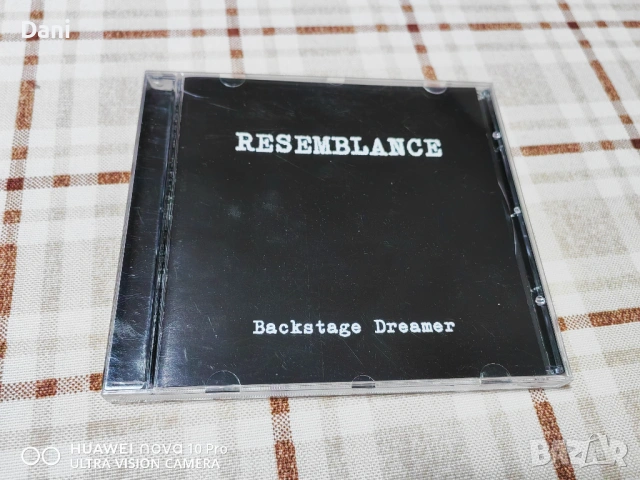 Dani
RESEMBLANCE
Backstage Dreamer
HUAWEI nova 10 Pro
ULTRA VISION CAMERA
BAZAR